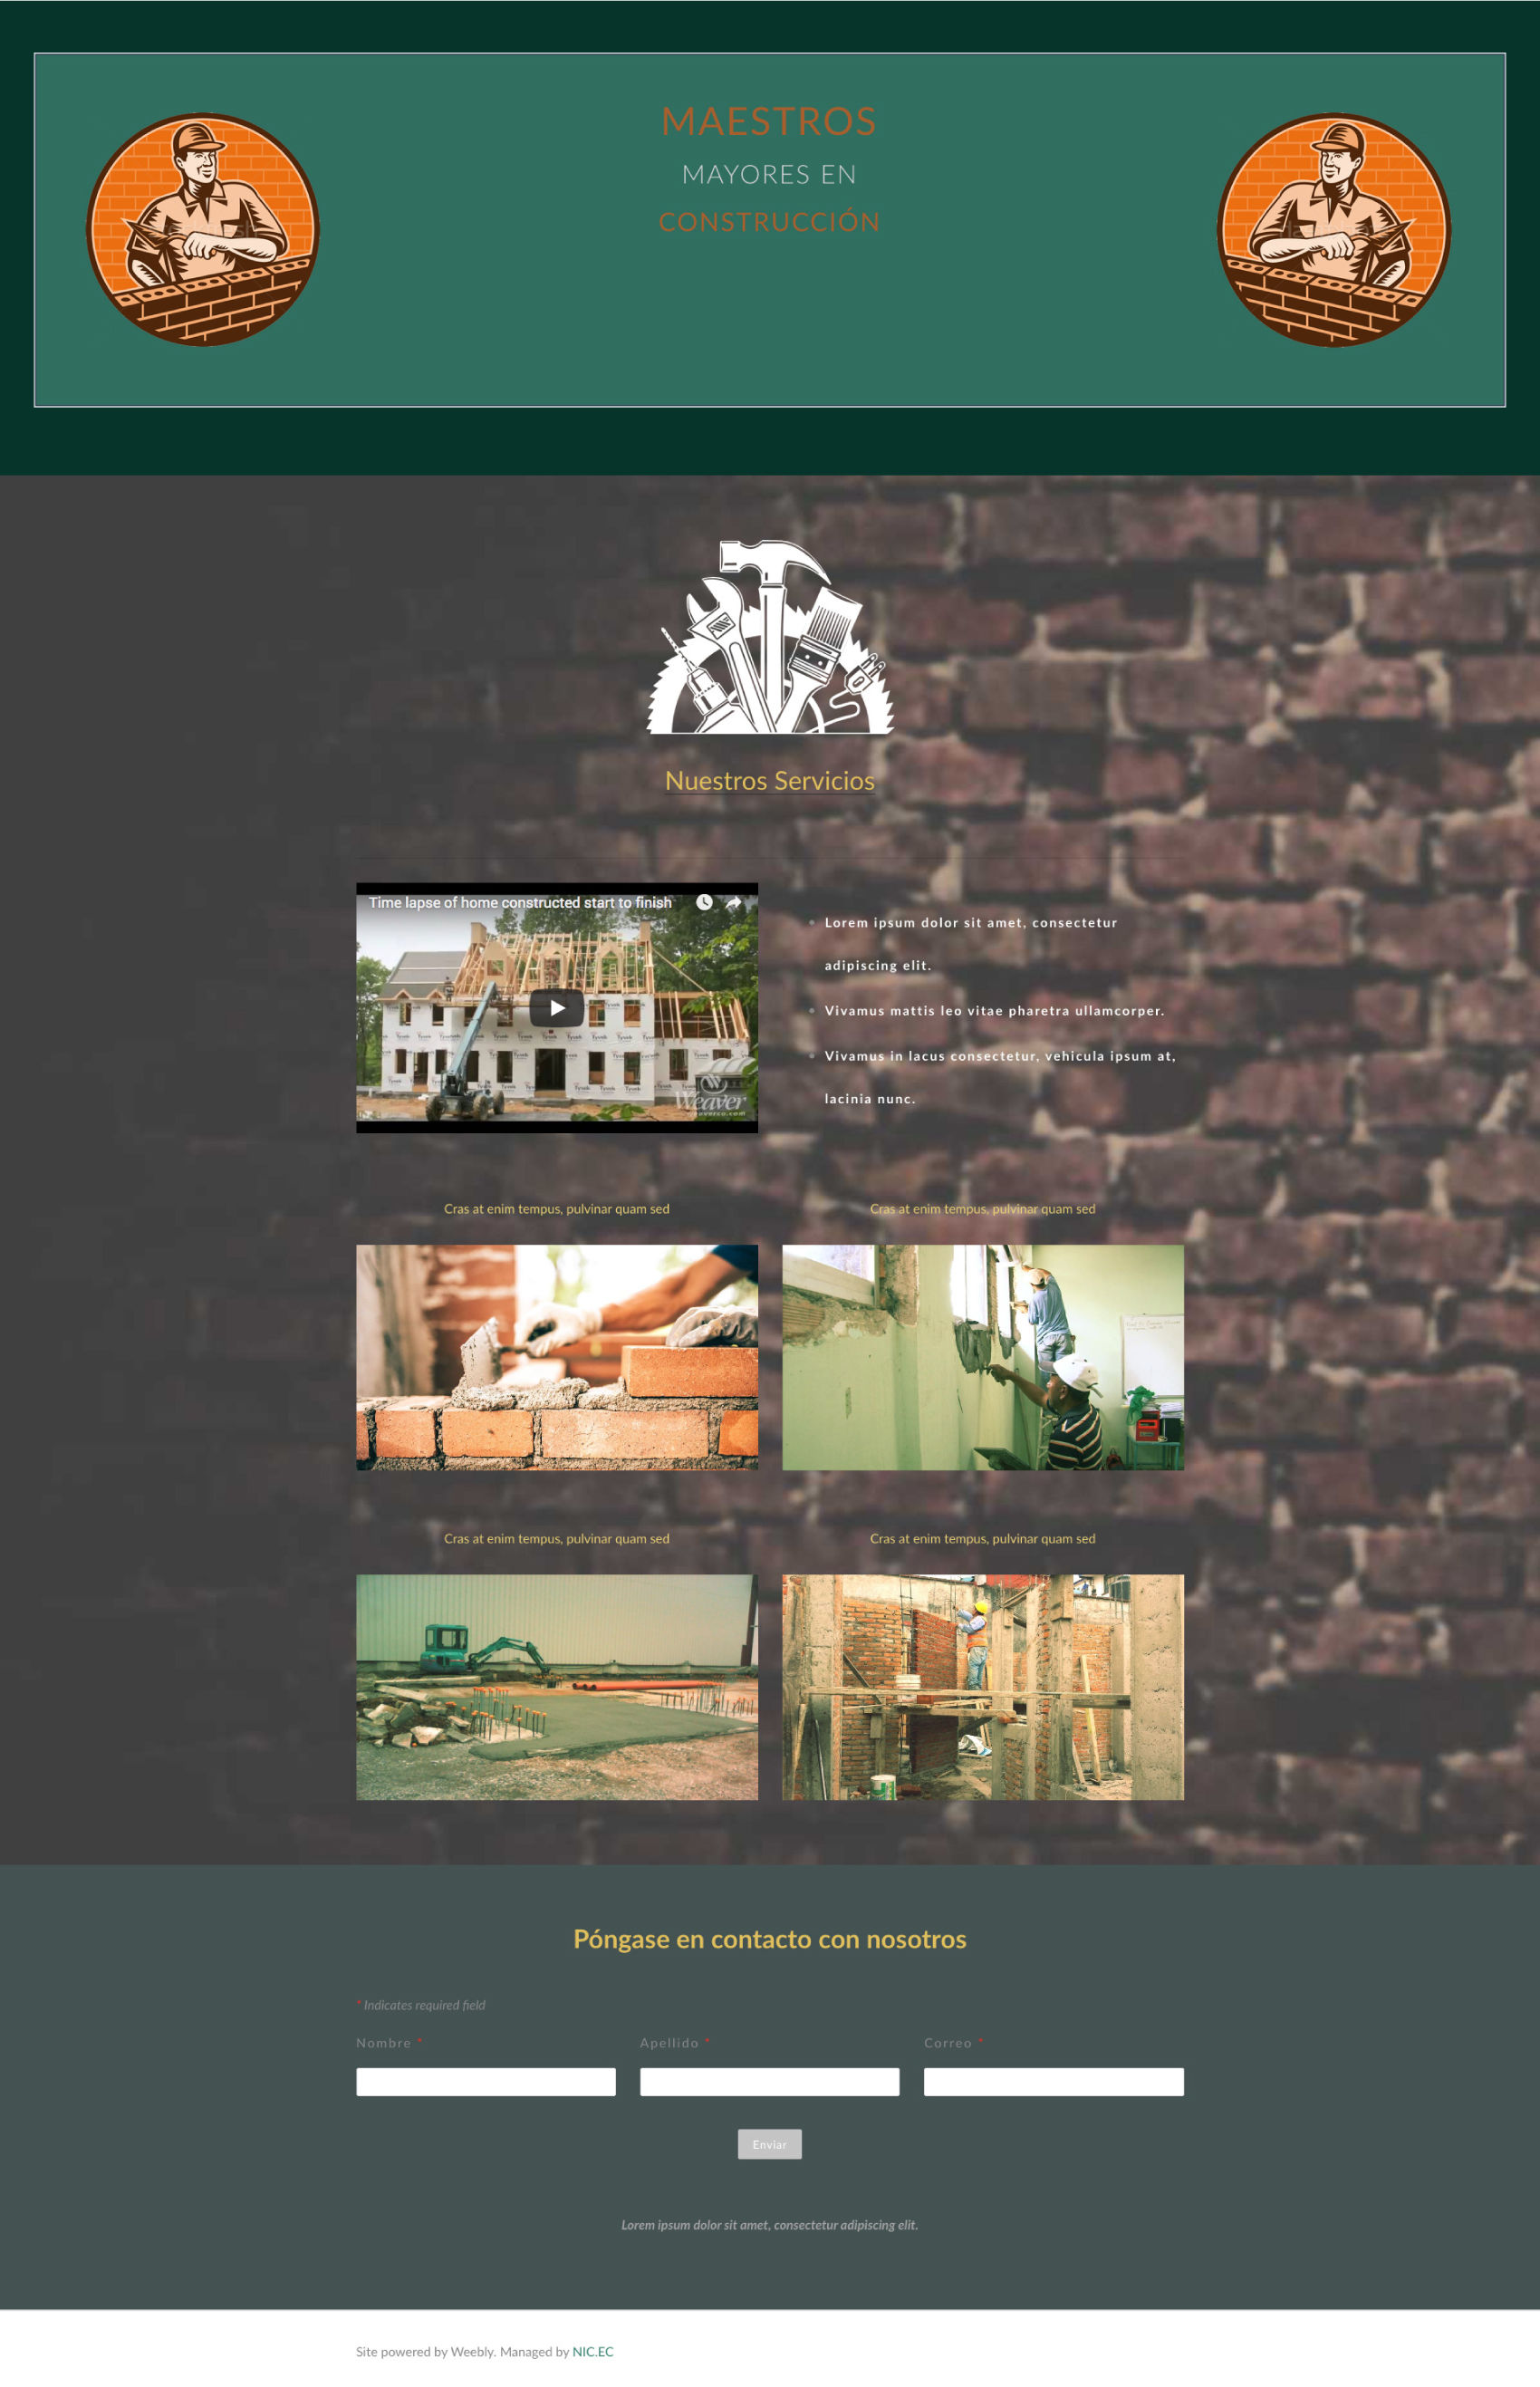 MAESTROS
MAYORES EN
CONSTRUCCIÓN
Nuestros Servicios
Time lapse of home constructed start to finish
Weaver
Lorem ipsum dolor sit amet, consectetur
adipiscing elit.
Vivamus mattis leo vitae pharetra ullamcorper.
Vivamus in lacus consectetur, vehicula ipsum at,
lacinia nunc.
Cras at enim tempus, pulvinar quam sed
Cras at enim tempus, pulvinar quam sed
Cras at enim tempus, pulvinar quam sed
Cras at enim tempus, pulvinar quam sed
Póngase en contacto con nosotros
* Indicates required field
Nombre *
Apellido *
Correo *
Enviar
Lorem ipsum dolor sit amet, consectetur adipiscing elit.
Site powered by Weebly. Managed by NIC.EC